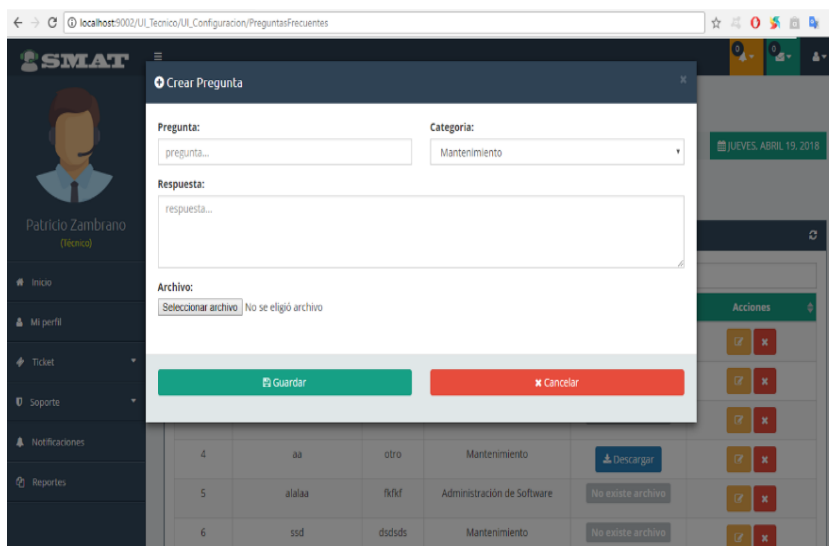 localhost:9002/UI_Tecnico/UI_Configuracion/PreguntasFrecuentes
SMAT
0
0
Crear Pregunta
x
Pregunta:
Categoria:
pregunta...
Mantenimiento
JUEVES, ABRIL 19, 2018
Respuesta:
respuesta...
Patricio Zambrano
(Técnico)
Archivo:
Seleccionar archivo No se eligió archivo
Inicio
Acciones
Mi perfil
Ticket
Guardar
Cancelar
Soporte
Notificaciones
4 aa otro Mantenimiento Descargar
Reportes
5 alalaa fkfkf Administración de Software No existe archivo
6 ssd dsdsds Mantenimiento No existe archivo